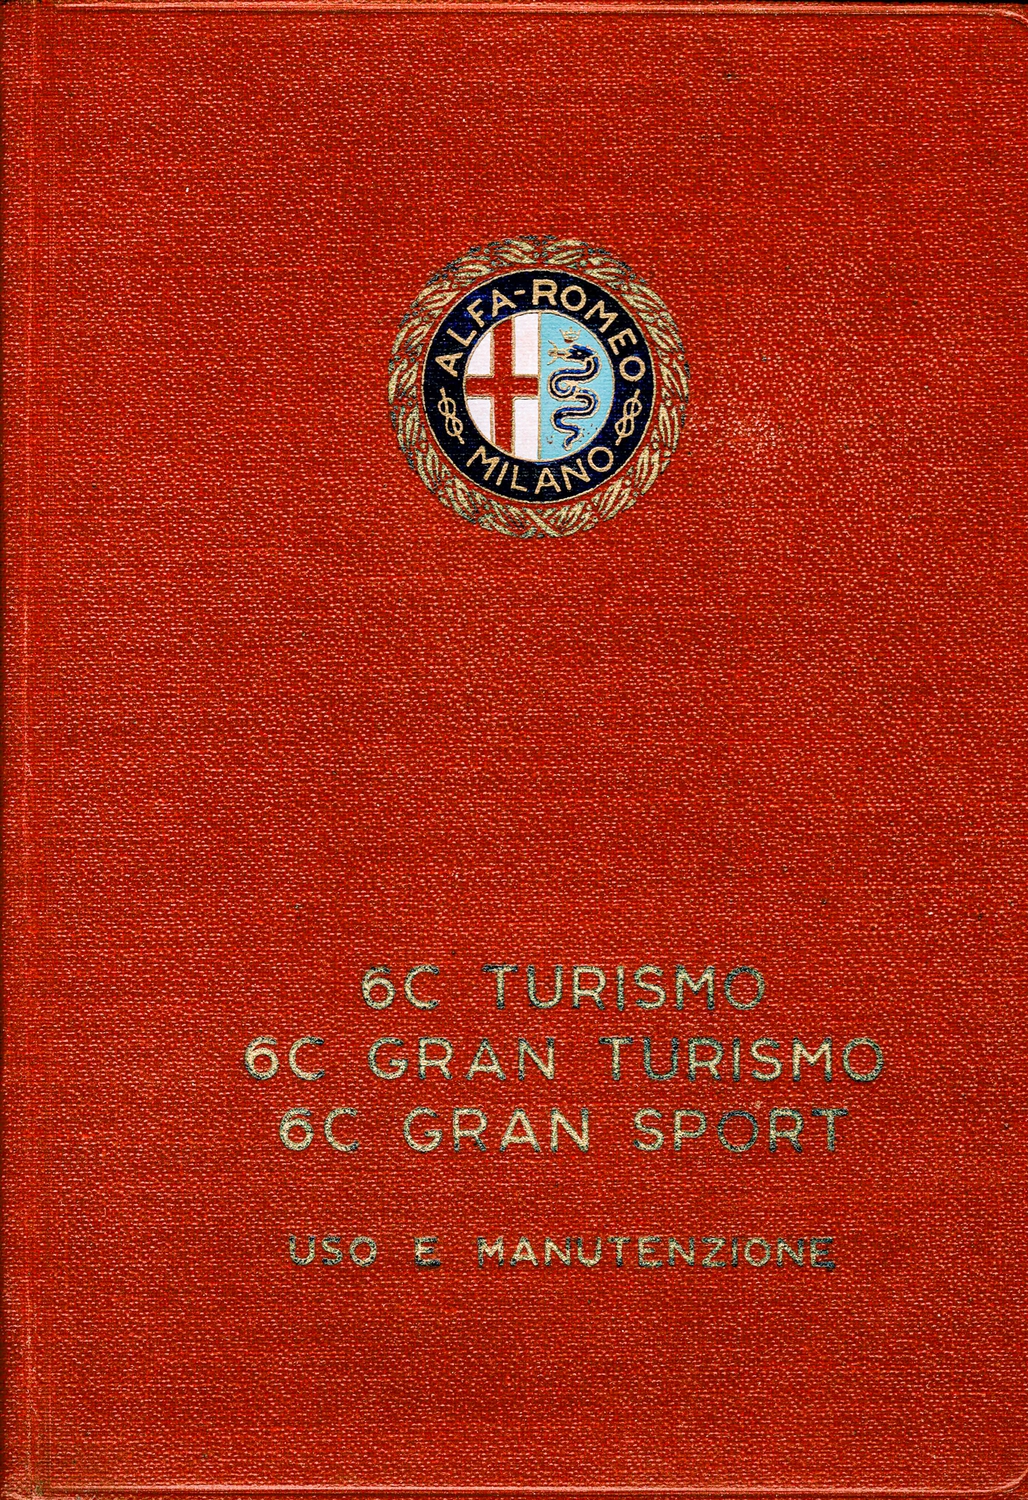 ALFA-ROMEO
MILANO
6C TURISMO
6C GRAN TURISMO
6C GRAN SPORT
USO E MANUTENZIONE